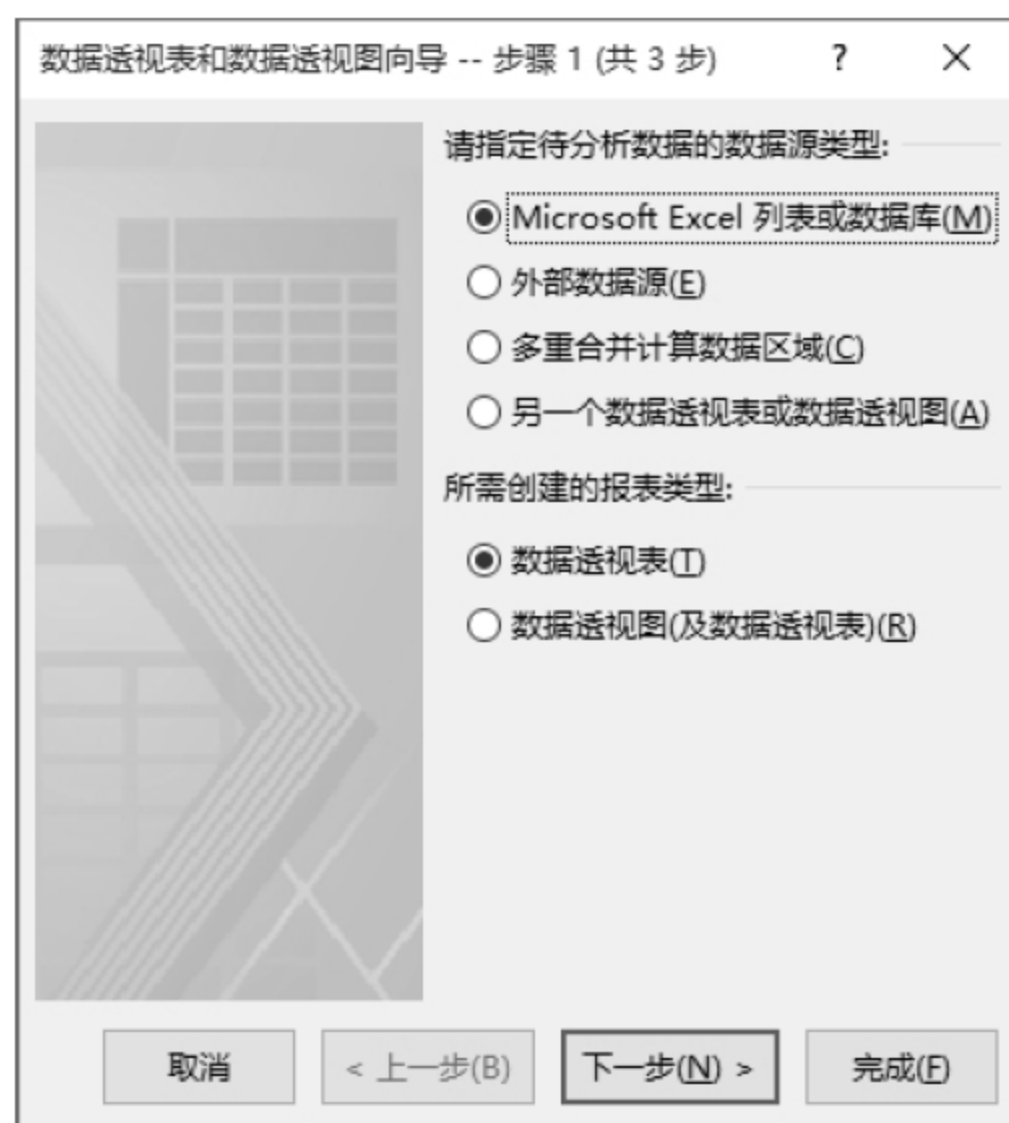 数据透视表和数据透视图向导 -- 步骤 1 (共 3 步) ? ×
请指定待分析数据的数据源类型:
Microsoft Excel 列表或数据库(M)
外部数据源(E)
多重合并计算数据区域(C)
另一个数据透视表或数据透视图(A)
所需创建的报表类型:
数据透视表(T)
数据透视图(及数据透视表)(R)
取消 < 上一步(B) 下一步(N) > 完成(F)